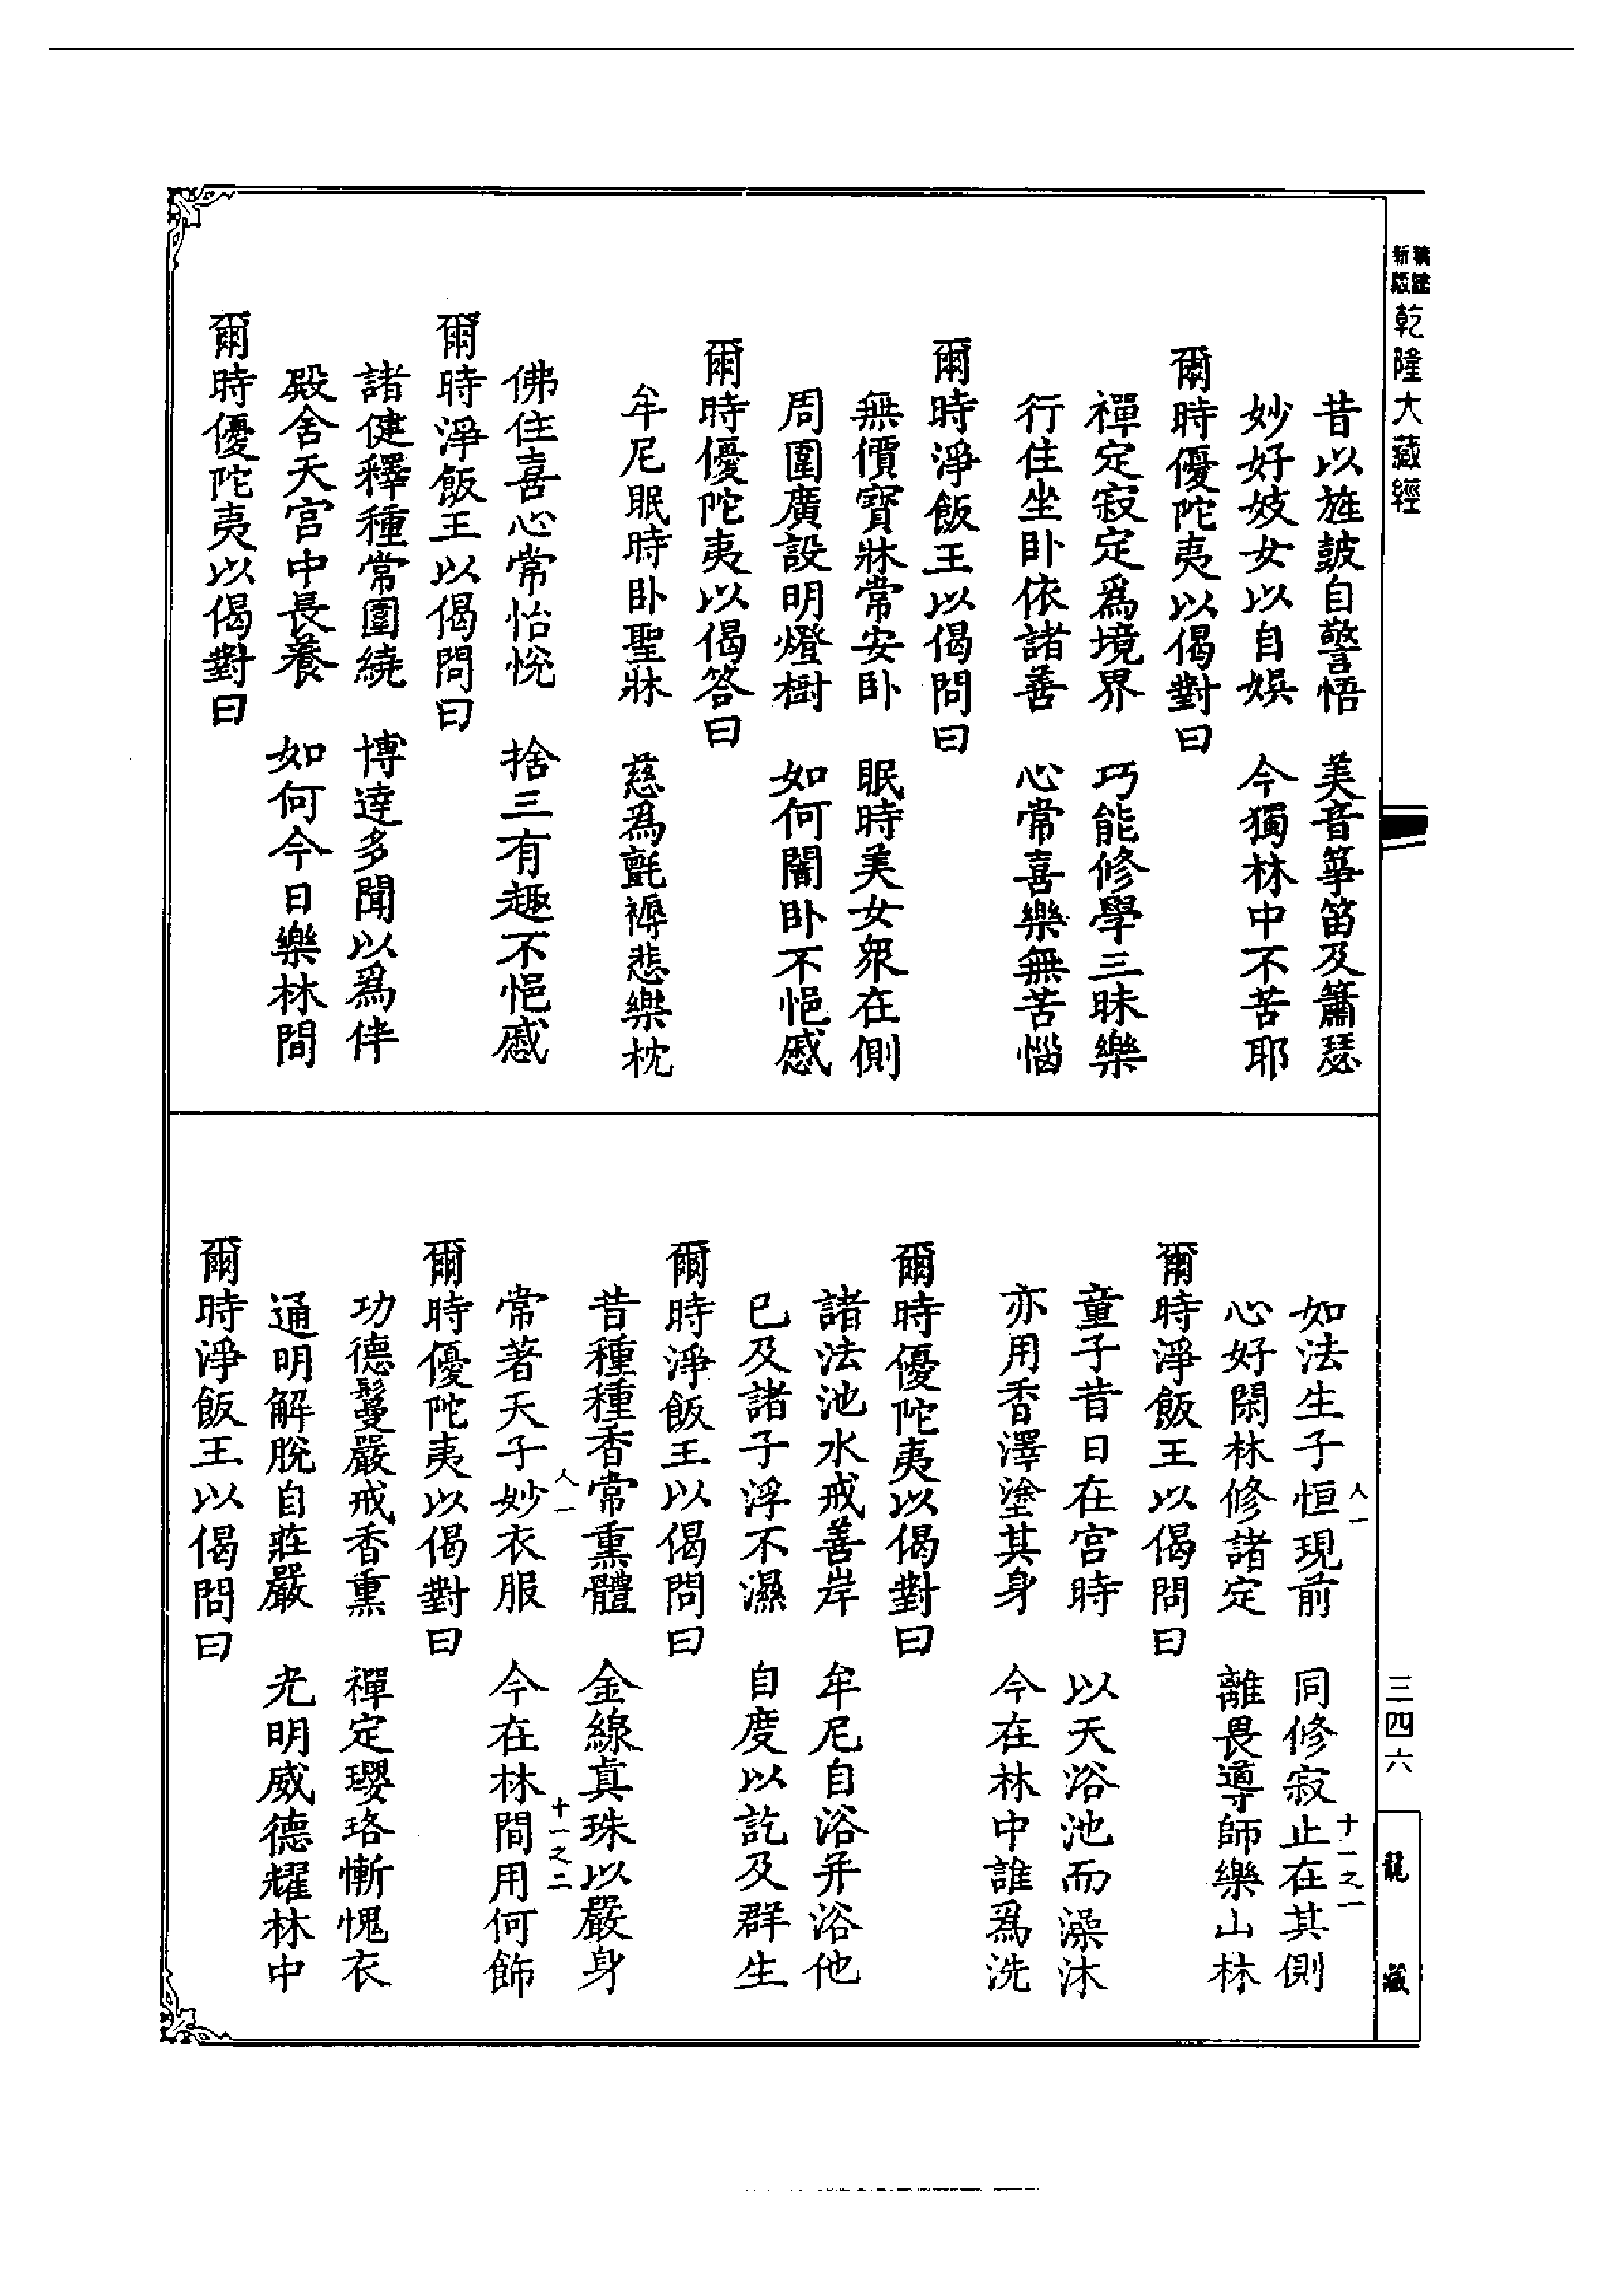 新版
乾隆大藏經
昔以旌鼓自警悟　美音箏笛及簫瑟
妙好妓女以自娛　今獨林中不苦耶
爾時優陀夷以偈對曰
禪定寂定爲境界　巧能修學三昧樂
行住坐卧依諸善　心常喜樂無苦惱
爾時淨飯王以偈問曰
無價寶牀常安卧　眠時美女衆在側
周圍廣設明燈樹　如何闇卧不悒慼
爾時優陀夷以偈答曰
牟尼眠時卧聖牀　慈爲氈褥悲樂枕
佛住喜心常怡悅　捨三有趣不悒慼
爾時淨飯王以偈問曰
諸健釋種常圍繞　博達多聞以爲伴
殿舍天宮中長養　如何今日樂林間
爾時優陀夷以偈對曰
如法生子恒現前　同修寂止在其側
人一　十一之一
心好閑林修諸定　離畏導師樂山林
爾時淨飯王以偈問曰
童子昔日在宮時　以天浴池而澡沐
亦用香澤塗其身　今在林中誰爲洗
爾時優陀夷以偈對曰
諸法池水戒善岸　牟尼自浴并浴他
已及諸子浮不濕　自度以訖及群生
爾時淨飯王以偈問曰
昔種種香常熏體　金線真珠以嚴身
人一　十一之二
常著天子妙衣服　今在林間用何飾
爾時優陀夷以偈對曰
功德鬘嚴戒香熏　禪定瓔珞慚愧衣
通明解脫自莊嚴　光明威德耀林中
爾時淨飯王以偈問曰
三四六
龍藏